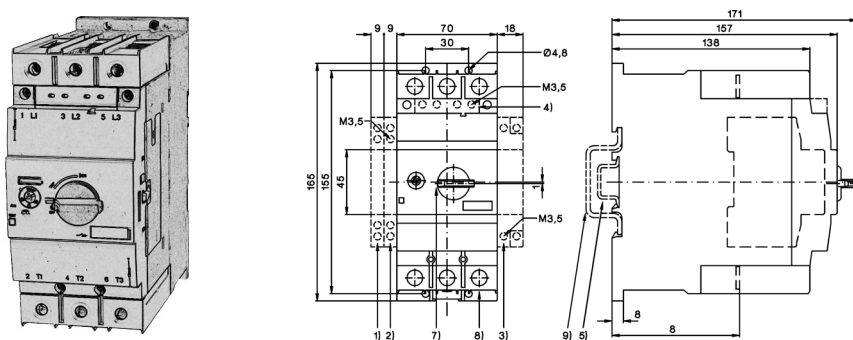 1 L1 3 L2 5 L3
2 T1 4 T2 6 T3
9 9 70 18
30 Ø4,8
M3,5
4)
M3,5
165 155 45
M3,5
1) 2) 7) 8) 3)
171
157
138
9) 5) 8
8